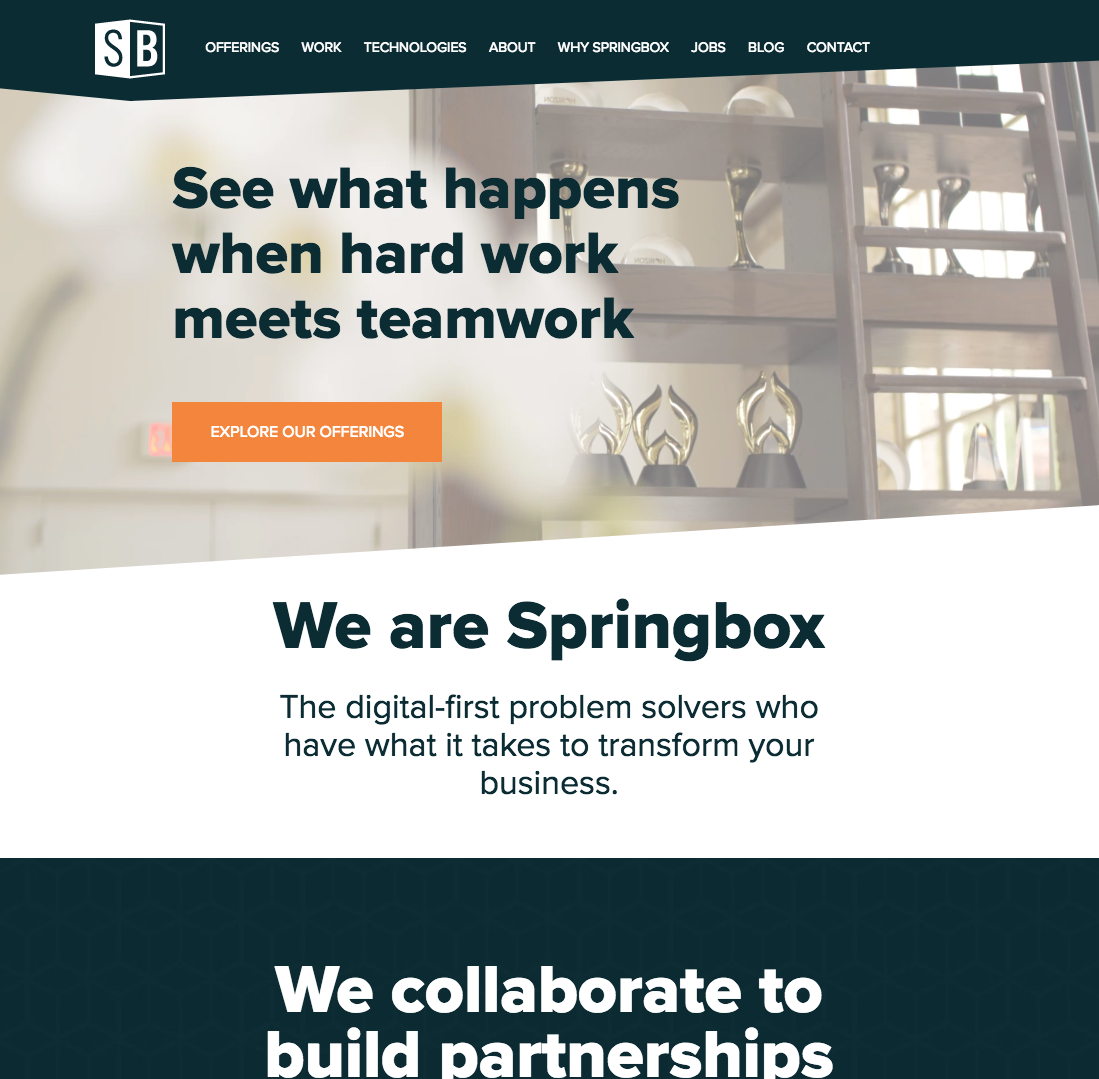 SB
OFFERINGS WORK TECHNOLOGIES ABOUT WHY SPRINGBOX JOBS BLOG CONTACT
See what happens
when hard work
meets teamwork
EXPLORE OUR OFFERINGS
We are Springbox
The digital-first problem solvers who
have what it takes to transform your
business.
We collaborate to
build partnerships